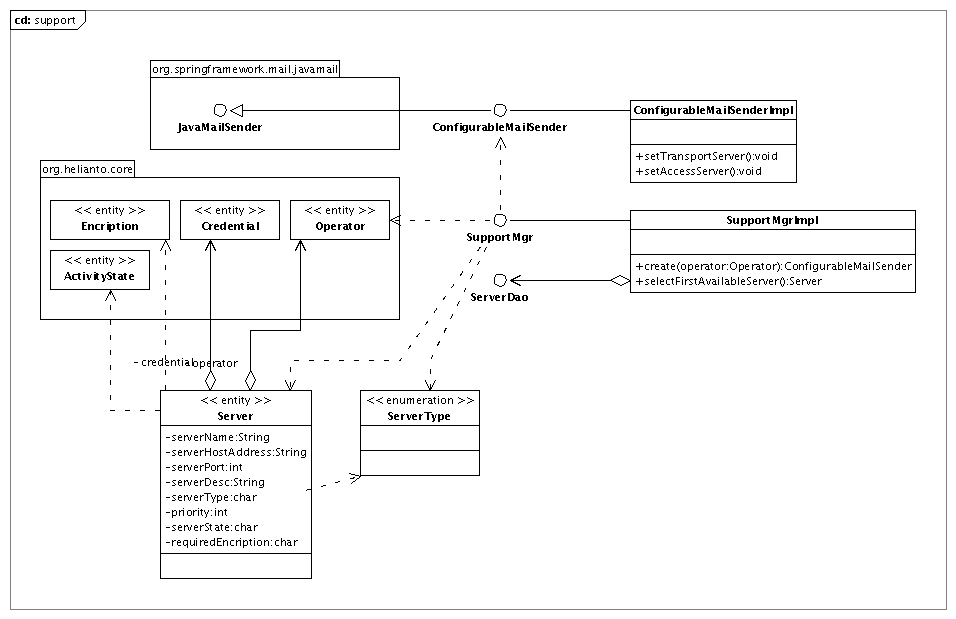 cd: support
org.springframework.mail.javamail
JavaMailSender
ConfigurableMailSender
ConfigurableMailSenderImpl
+setTransportServer():void
+setAccessServer():void
org.helianto.core
<< entity >>
Encription
<< entity >>
Credential
<< entity >>
Operator
<< entity >>
ActivityState
SupportMgr
SupportMgrImpl
+create(operator:Operator): ConfigurableMailSender
+selectFirstAvailableServer():Server
ServerDao
- credential
operator
<< entity >>
Server
-serverName:String
-serverHostAddress:String
-serverPort:int
-serverDesc:String
-serverType:char
-priority:int
-serverState:char
-requiredEncription:char
<< enumeration >>
ServerType